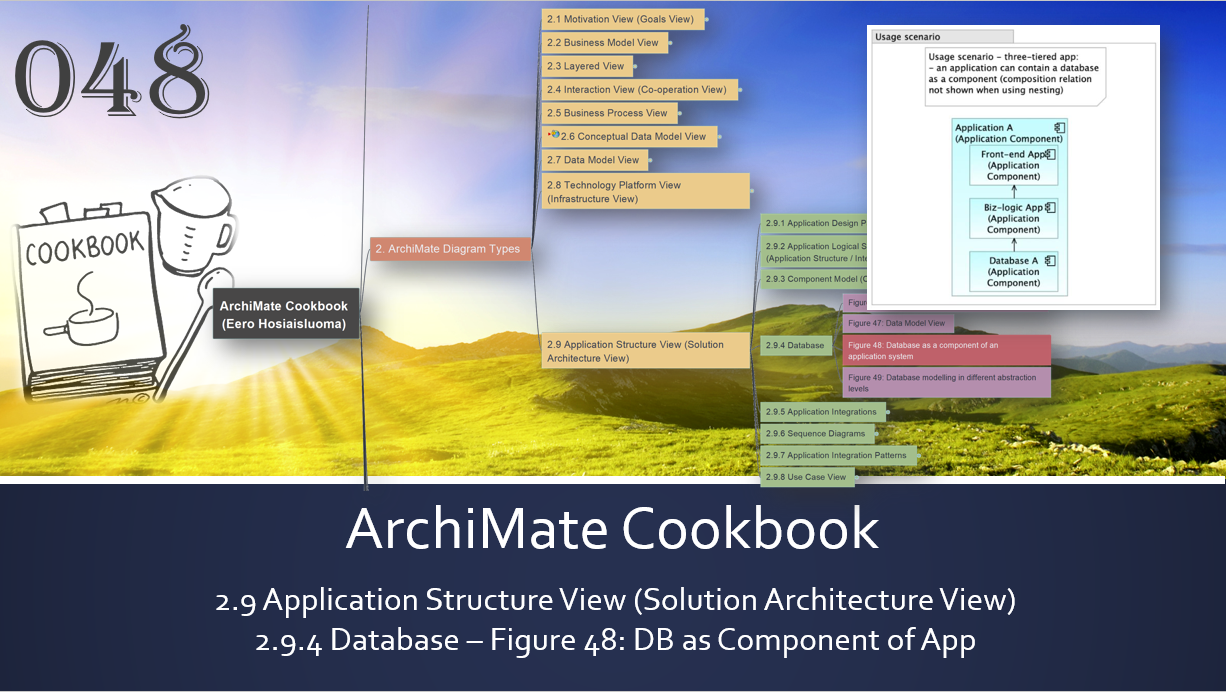 048
COOKBOOK
ArchiMate Cookbook
(Eero Hosiaisluoma)
2. ArchiMate Diagram Types
2.1 Motivation View (Goals View)
2.2 Business Model View
2.3 Layered View
2.4 Interaction View (Co-operation View)
2.5 Business Process View
2.6 Conceptual Data Model View
2.7 Data Model View
2.8 Technology Platform View
(Infrastructure View)
2.9 Application Structure View (Solution
Architecture View)
2.9.1 Application Design P
2.9.2 Application Logical S
(Application Structure / Inte
2.9.3 Component Model (C
2.9.4 Database
Figure
Figure 47: Data Model View
Figure 48: Database as a component of an
application system
Figure 49: Database modelling in different abstraction
levels
2.9.5 Application Integrations
2.9.6 Sequence Diagrams
2.9.7 Application Integration Patterns
2.9.8 Use Case View
Usage scenario
Usage scenario – three-tiered app:
– an application can contain a database
as a component (composition relation
not shown when using nesting)
Application A
(Application Component)
Front-end App
(Application
Component)
Biz-logic App
(Application
Component)
Database A
(Application
Component)
ArchiMate Cookbook
2.9 Application Structure View (Solution Architecture View)
2.9.4 Database – Figure 48: DB as Component of App